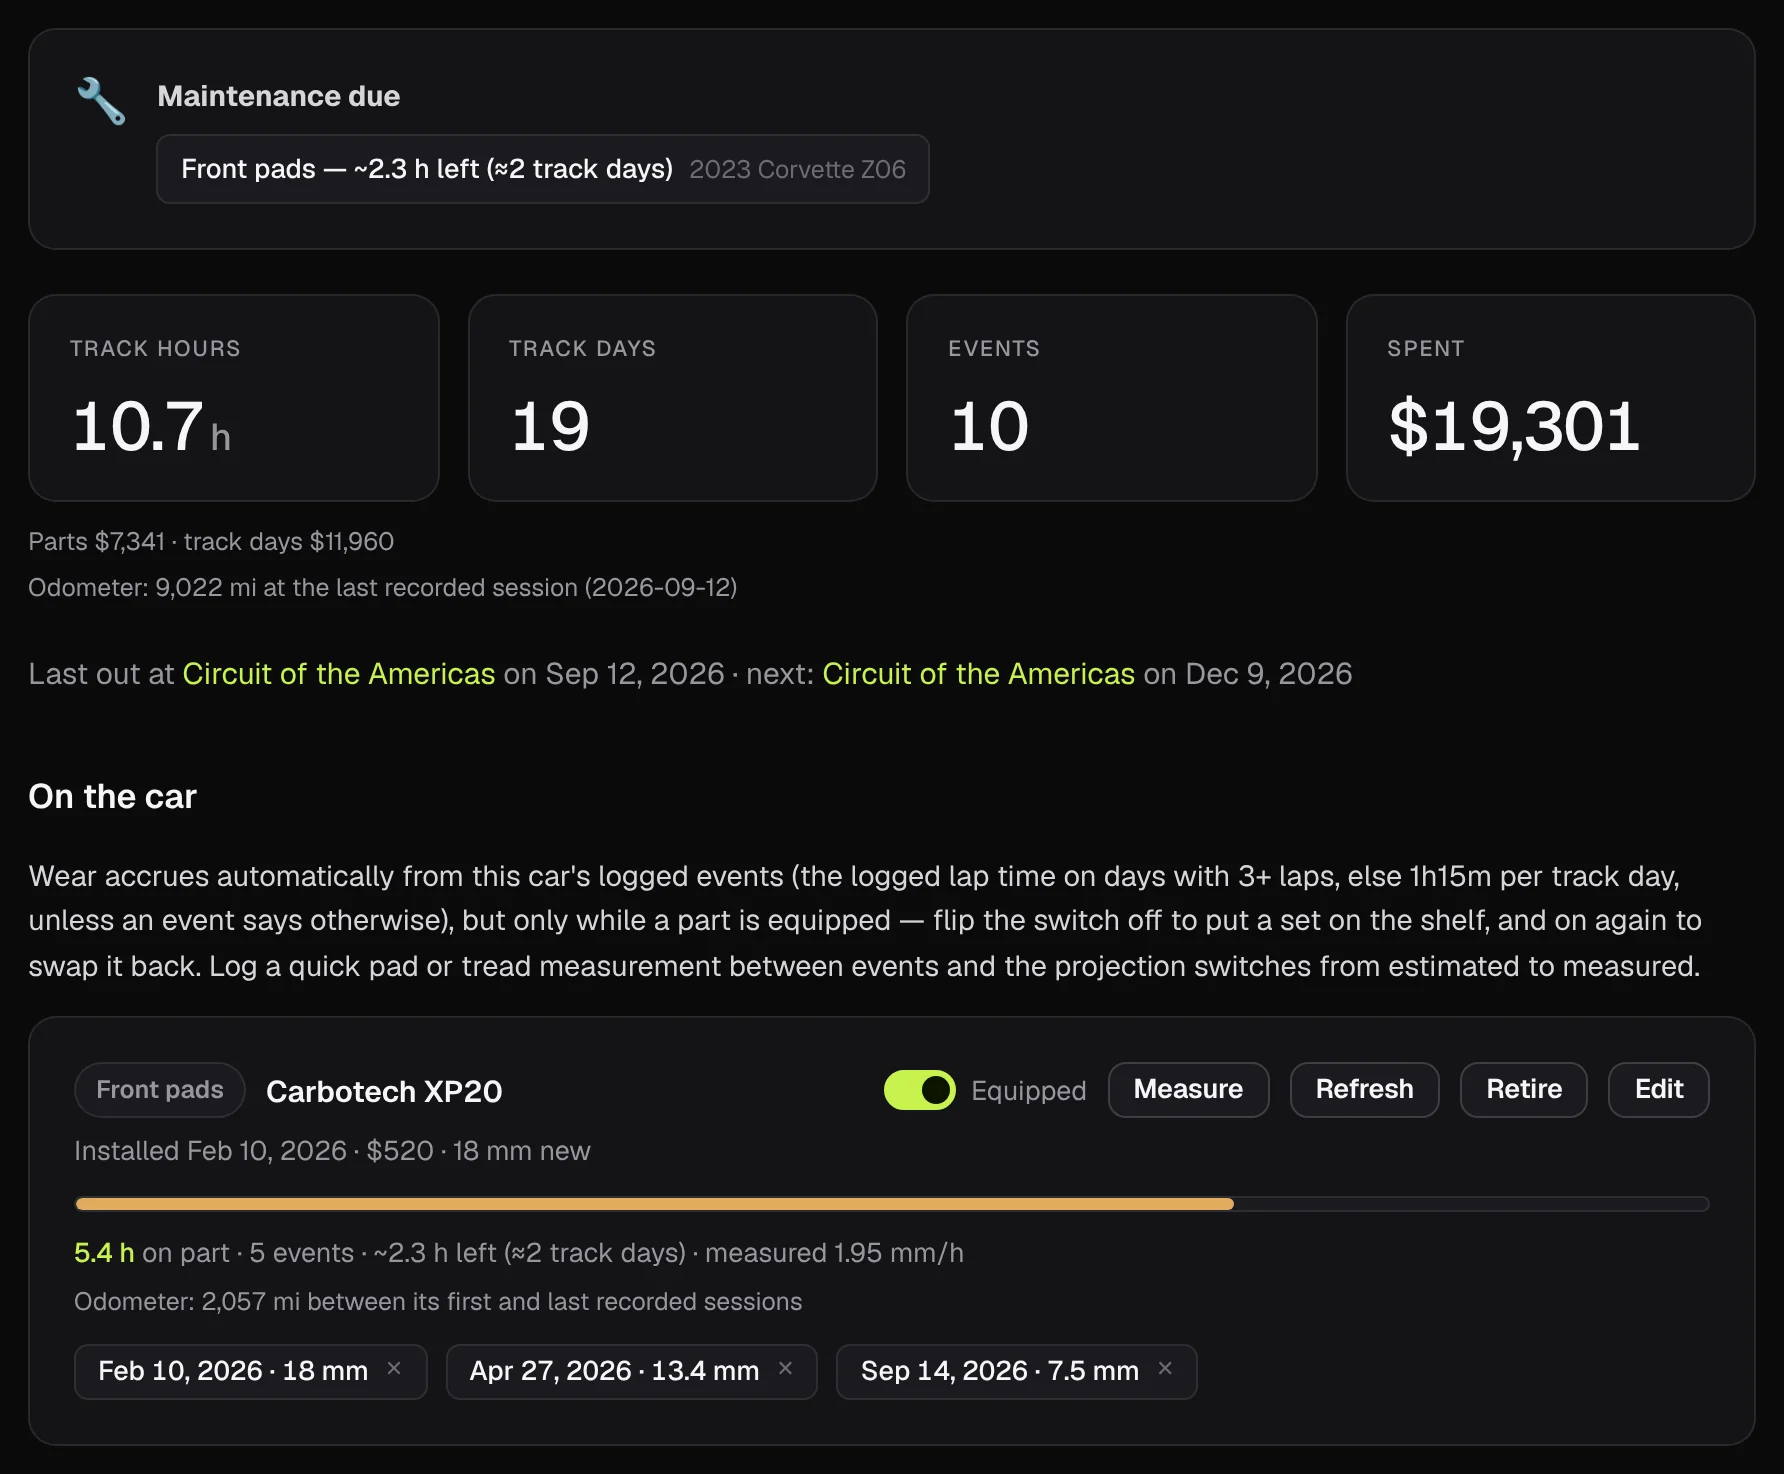 Maintenance due
Front pads — ~2.3 h left (≈2 track days) 2023 Corvette Z06
TRACK HOURS
10.7 h
TRACK DAYS
19
EVENTS
10
SPENT
$19,301
Parts $7,341 · track days $11,960
Odometer: 9,022 mi at the last recorded session (2026-09-12)
Last out at Circuit of the Americas on Sep 12, 2026 · next: Circuit of the Americas on Dec 9, 2026
On the car
Wear accrues automatically from this car's logged events (the logged lap time on days with 3+ laps, else 1h15m per track day,
unless an event says otherwise), but only while a part is equipped — flip the switch off to put a set on the shelf, and on again to
swap it back. Log a quick pad or tread measurement between events and the projection switches from estimated to measured.
Front pads Carbotech XP20 Equipped Measure Refresh Retire Edit
Installed Feb 10, 2026 · $520 · 18 mm new
5.4 h on part · 5 events · ~2.3 h left (≈2 track days) · measured 1.95 mm/h
Odometer: 2,057 mi between its first and last recorded sessions
Feb 10, 2026 · 18 mm × Apr 27, 2026 · 13.4 mm × Sep 14, 2026 · 7.5 mm ×